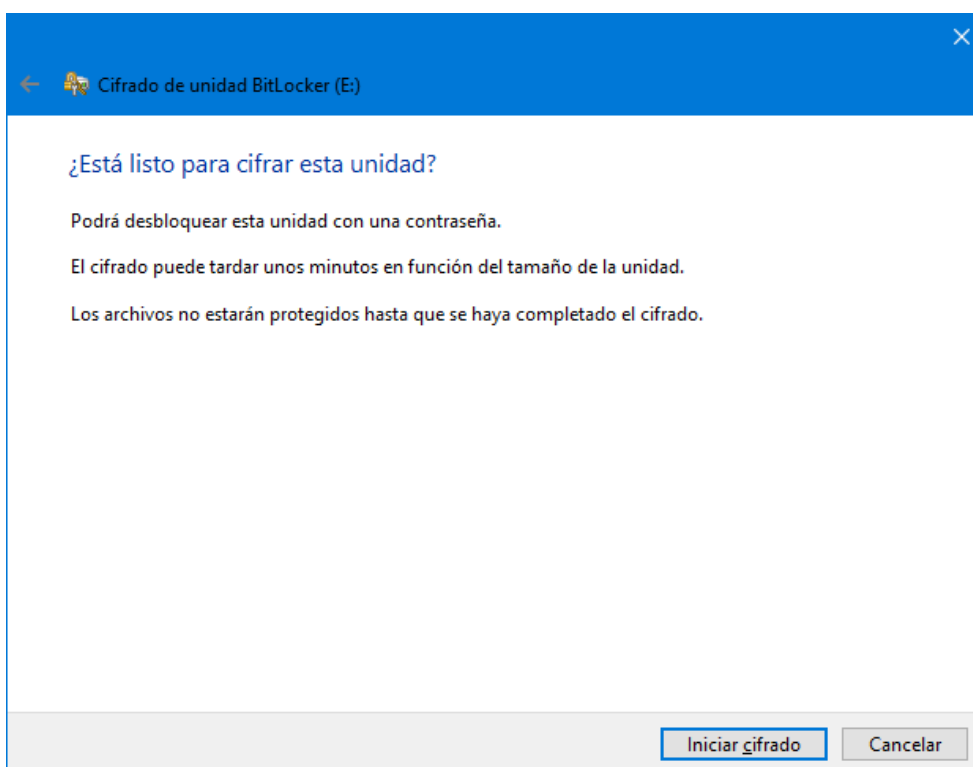 Cifrado de unidad BitLocker (E:)
¿Está listo para cifrar esta unidad?
Podrá desbloquear esta unidad con una contraseña.
El cifrado puede tardar unos minutos en función del tamaño de la unidad.
Los archivos no estarán protegidos hasta que se haya completado el cifrado.
Iniciar cifrado Cancelar